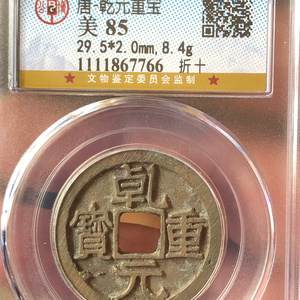 唐·乾元重宝
美 85
29.5*2.0mm, 8.4g
1111867766 折十
★ 文物鉴定委员会监制 ★
乾元重寶